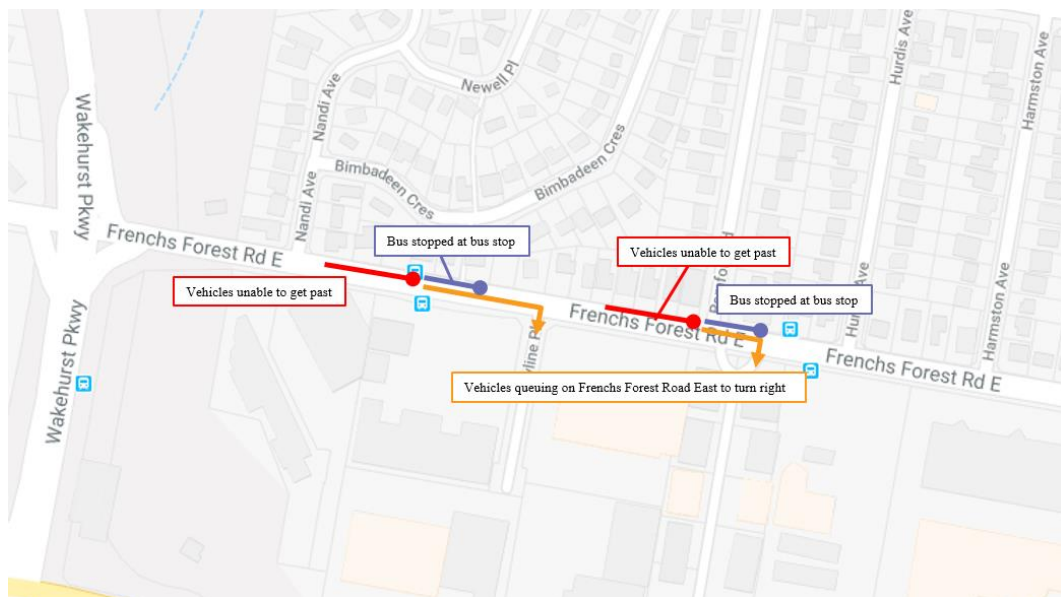 Wakehurst Pkwy
Nandi Ave
Newell Pl
Hurdis Ave
Harmston Ave
Bimbadeen Cres
Bimbadeen Cres
Nandi Ave
Frenchs Forest Rd E
Bus stopped at bus stop
Vehicles unable to get past
Vehicles unable to get past
Bus stopped at bus stop
Frenchs Forest Rd E
Frenchs Forest Rd E
Harmston Ave
Wakehurst Pkwy
Vehicles queuing on Frenchs Forest Road East to turn right